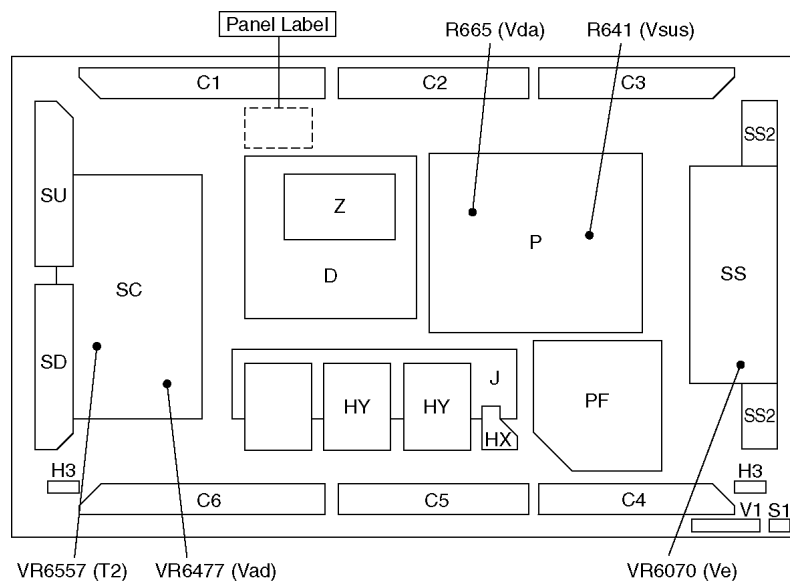 Panel Label
R665 (Vda)
R641 (Vsus)
C1
C2
C3
SS2
SU
Z
P
D
SC
SS
SD
J
HY
HY
HX
PF
SS2
H3
H3
C6
C5
C4
V1
S1
VR6557 (T2)
VR6477 (Vad)
VR6070 (Ve)